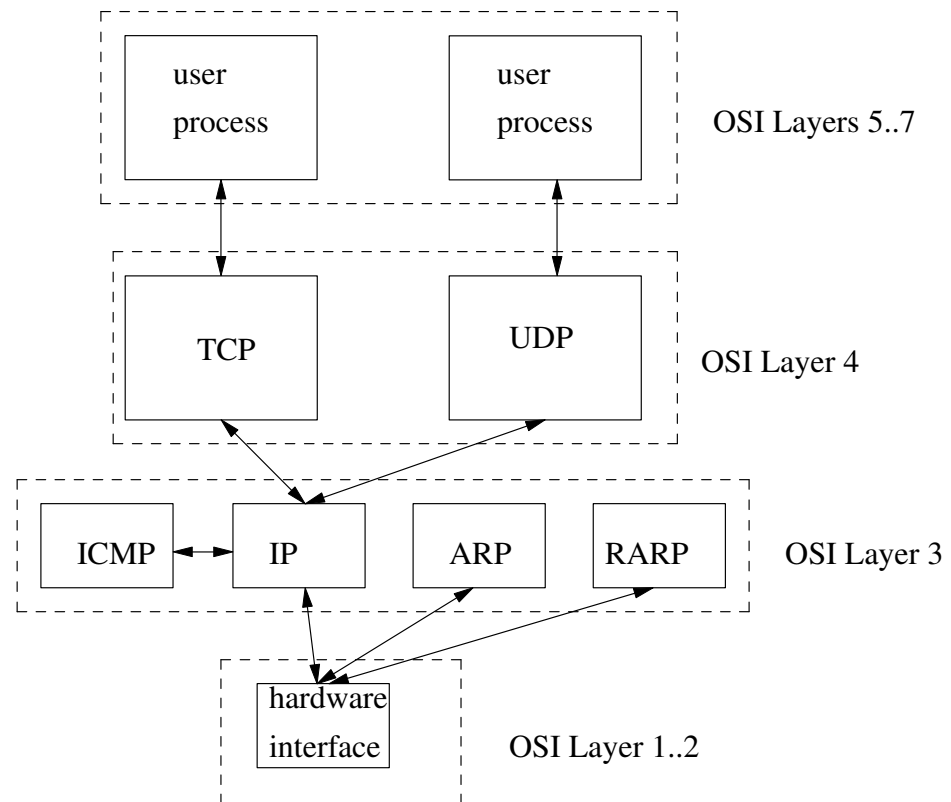 user
process
user
process
OSI Layers 5..7
TCP
UDP
OSI Layer 4
ICMP
IP
ARP
RARP
OSI Layer 3
hardware
interface
OSI Layer 1..2